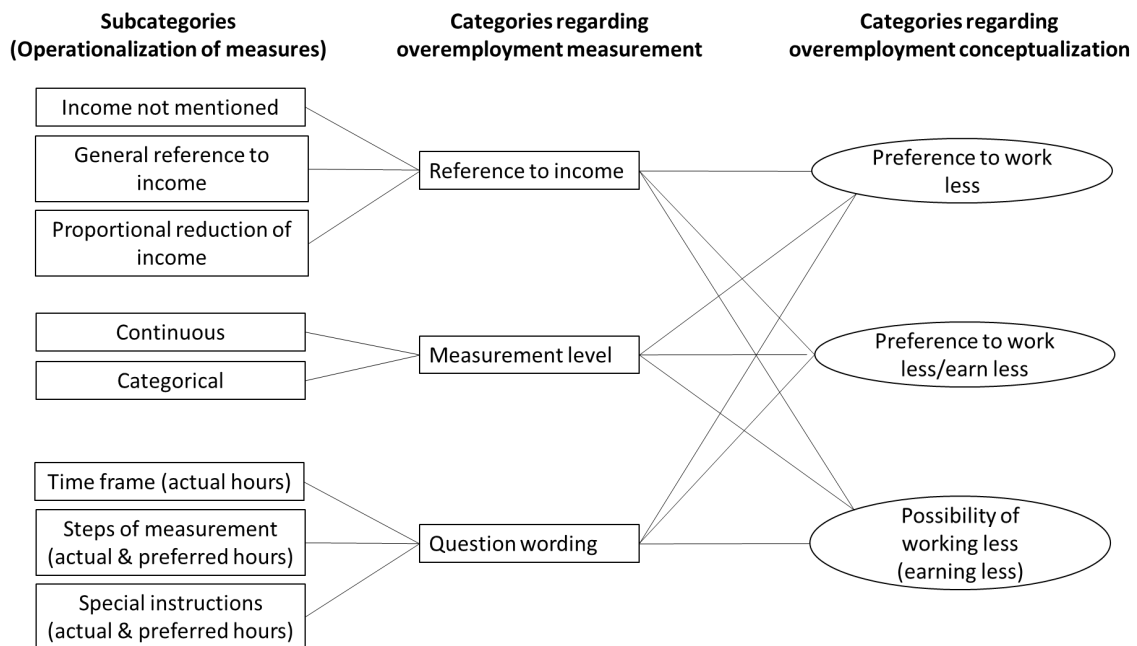 Subcategories
(Operationalization of measures)
Categories regarding
overemployment measurement
Categories regarding
overemployment conceptualization
Income not mentioned
General reference to
income
Proportional reduction of
income
Continuous
Categorical
Time frame (actual hours)
Steps of measurement
(actual & preferred hours)
Special instructions
(actual & preferred hours)
Reference to income
Measurement level
Question wording
Preference to work
less
Preference to work
less/earn less
Possibility of
working less
(earning less)